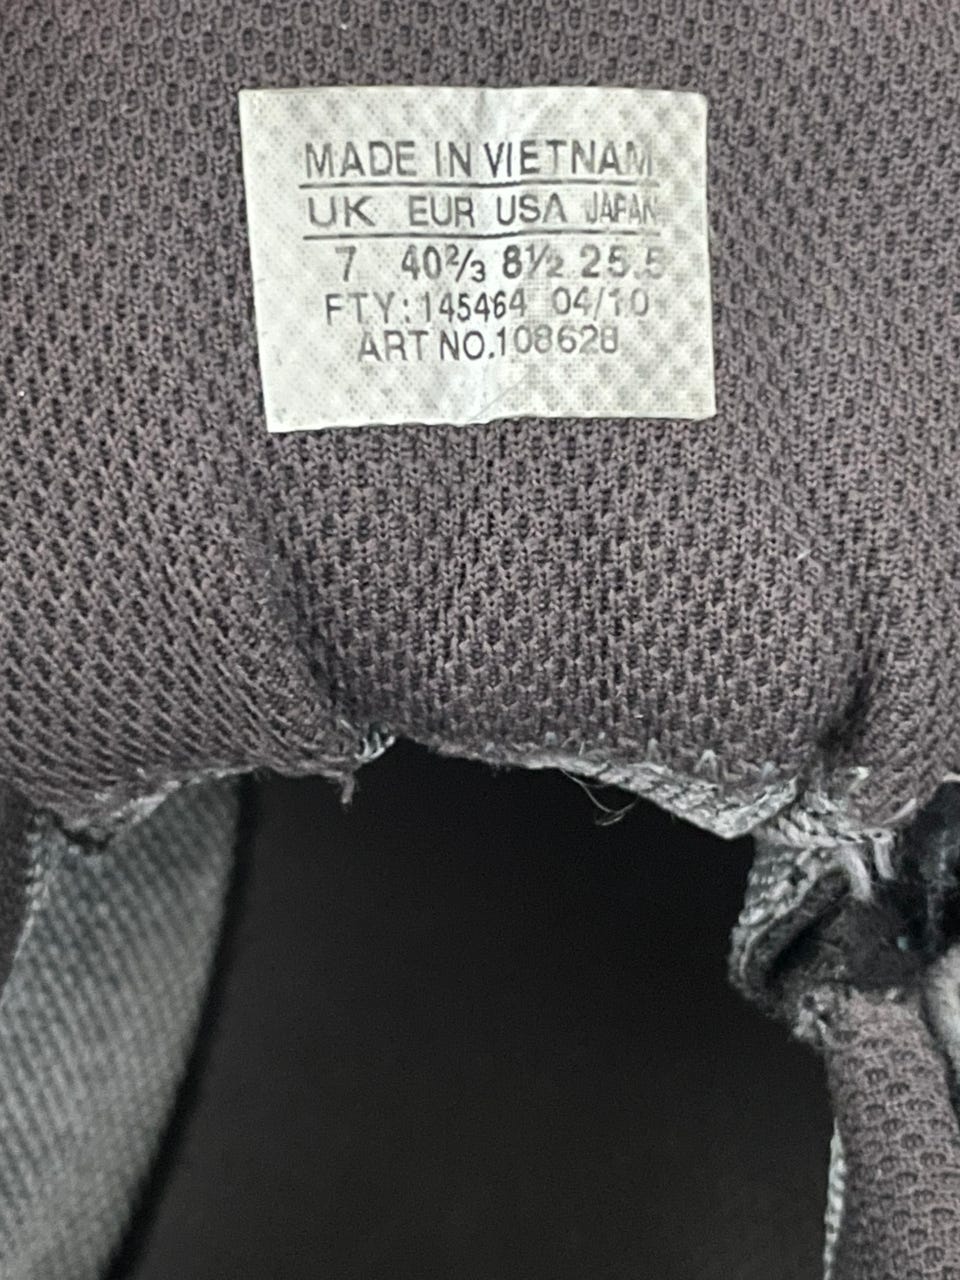 MADE IN VIETNAM
UK EUR USA JAPAN
7 40⅔ 8½ 25.5
FTY: 145464 04/10
ART NO.108628